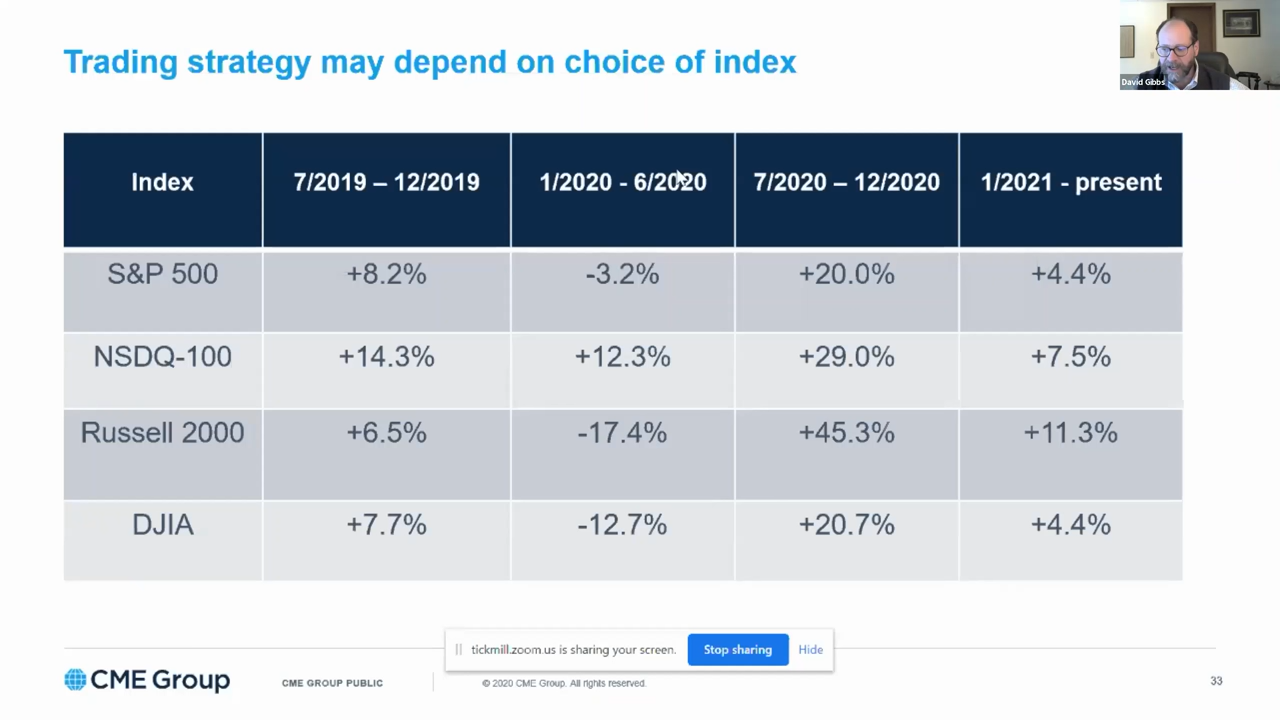 Trading strategy may depend on choice of index
David Gibbs
Index 7/2019 – 12/2019 1/2020 - 6/2020 7/2020 – 12/2020 1/2021 - present
S&P 500 +8.2% -3.2% +20.0% +4.4%
NSDQ-100 +14.3% +12.3% +29.0% +7.5%
Russell 2000 +6.5% -17.4% +45.3% +11.3%
DJIA +7.7% -12.7% +20.7% +4.4%
tickmill.zoom.us is sharing your screen. Stop sharing Hide
CME Group CME GROUP PUBLIC © 2020 CME Group. All rights reserved. 33